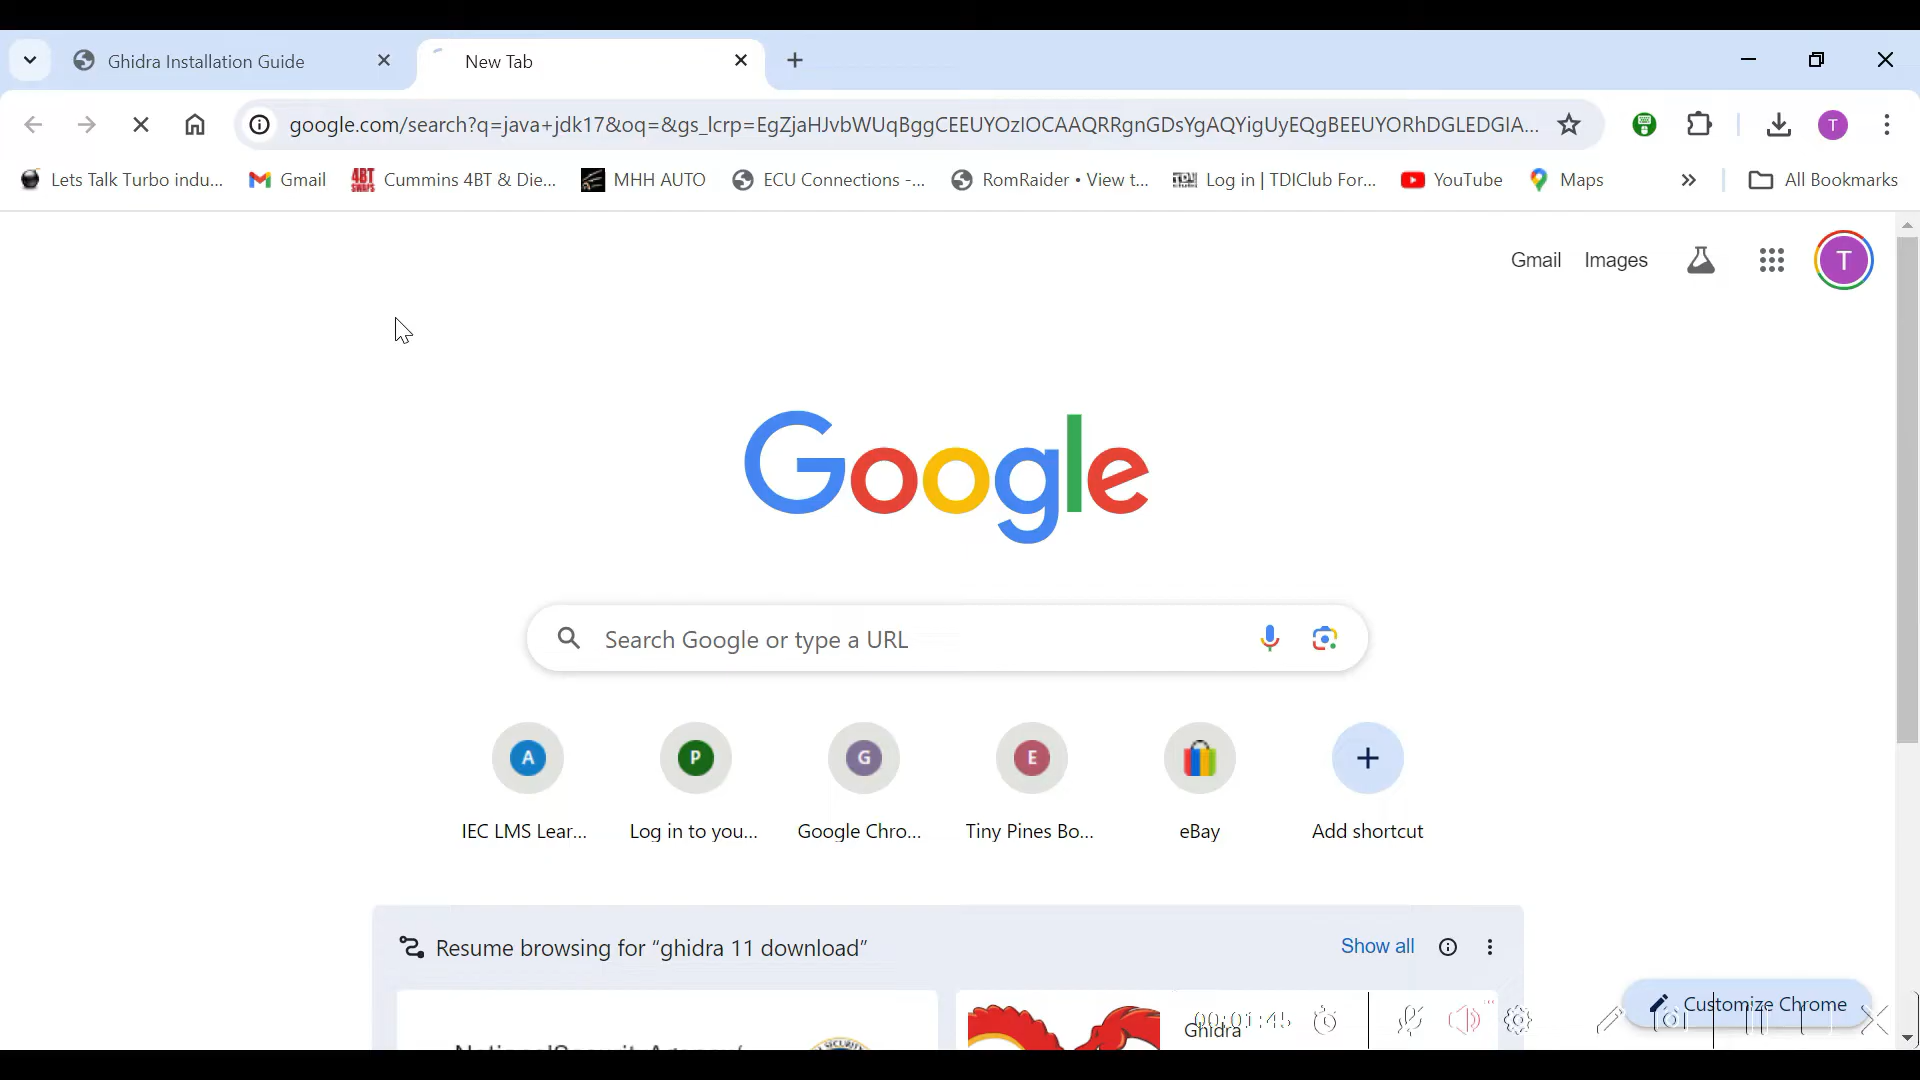 Ghidra Installation Guide
New Tab
google.com/search?q=java+jdk17&oq=&gs_lcrp=EgZjaHJvbWUqBggCEEUYOzIOCAAQRRgnGDsYgAQYigUyEQgBEEUYORhDGLEDGIA...
T
Lets Talk Turbo indu...
Gmail
4BT SWAPS
Cummins 4BT & Die...
MHH AUTO
ECU Connections -...
RomRaider • View t...
Log in | TDIClub For...
YouTube
Maps
All Bookmarks
Gmail
Images
T
Google
Search Google or type a URL
A
P
G
E
IEC LMS Lear...
Log in to you...
Google Chro...
Tiny Pines Bo...
eBay
Add shortcut
Resume browsing for “ghidra 11 download”
Show all
Customize Chrome
00:01:45
Ghidra